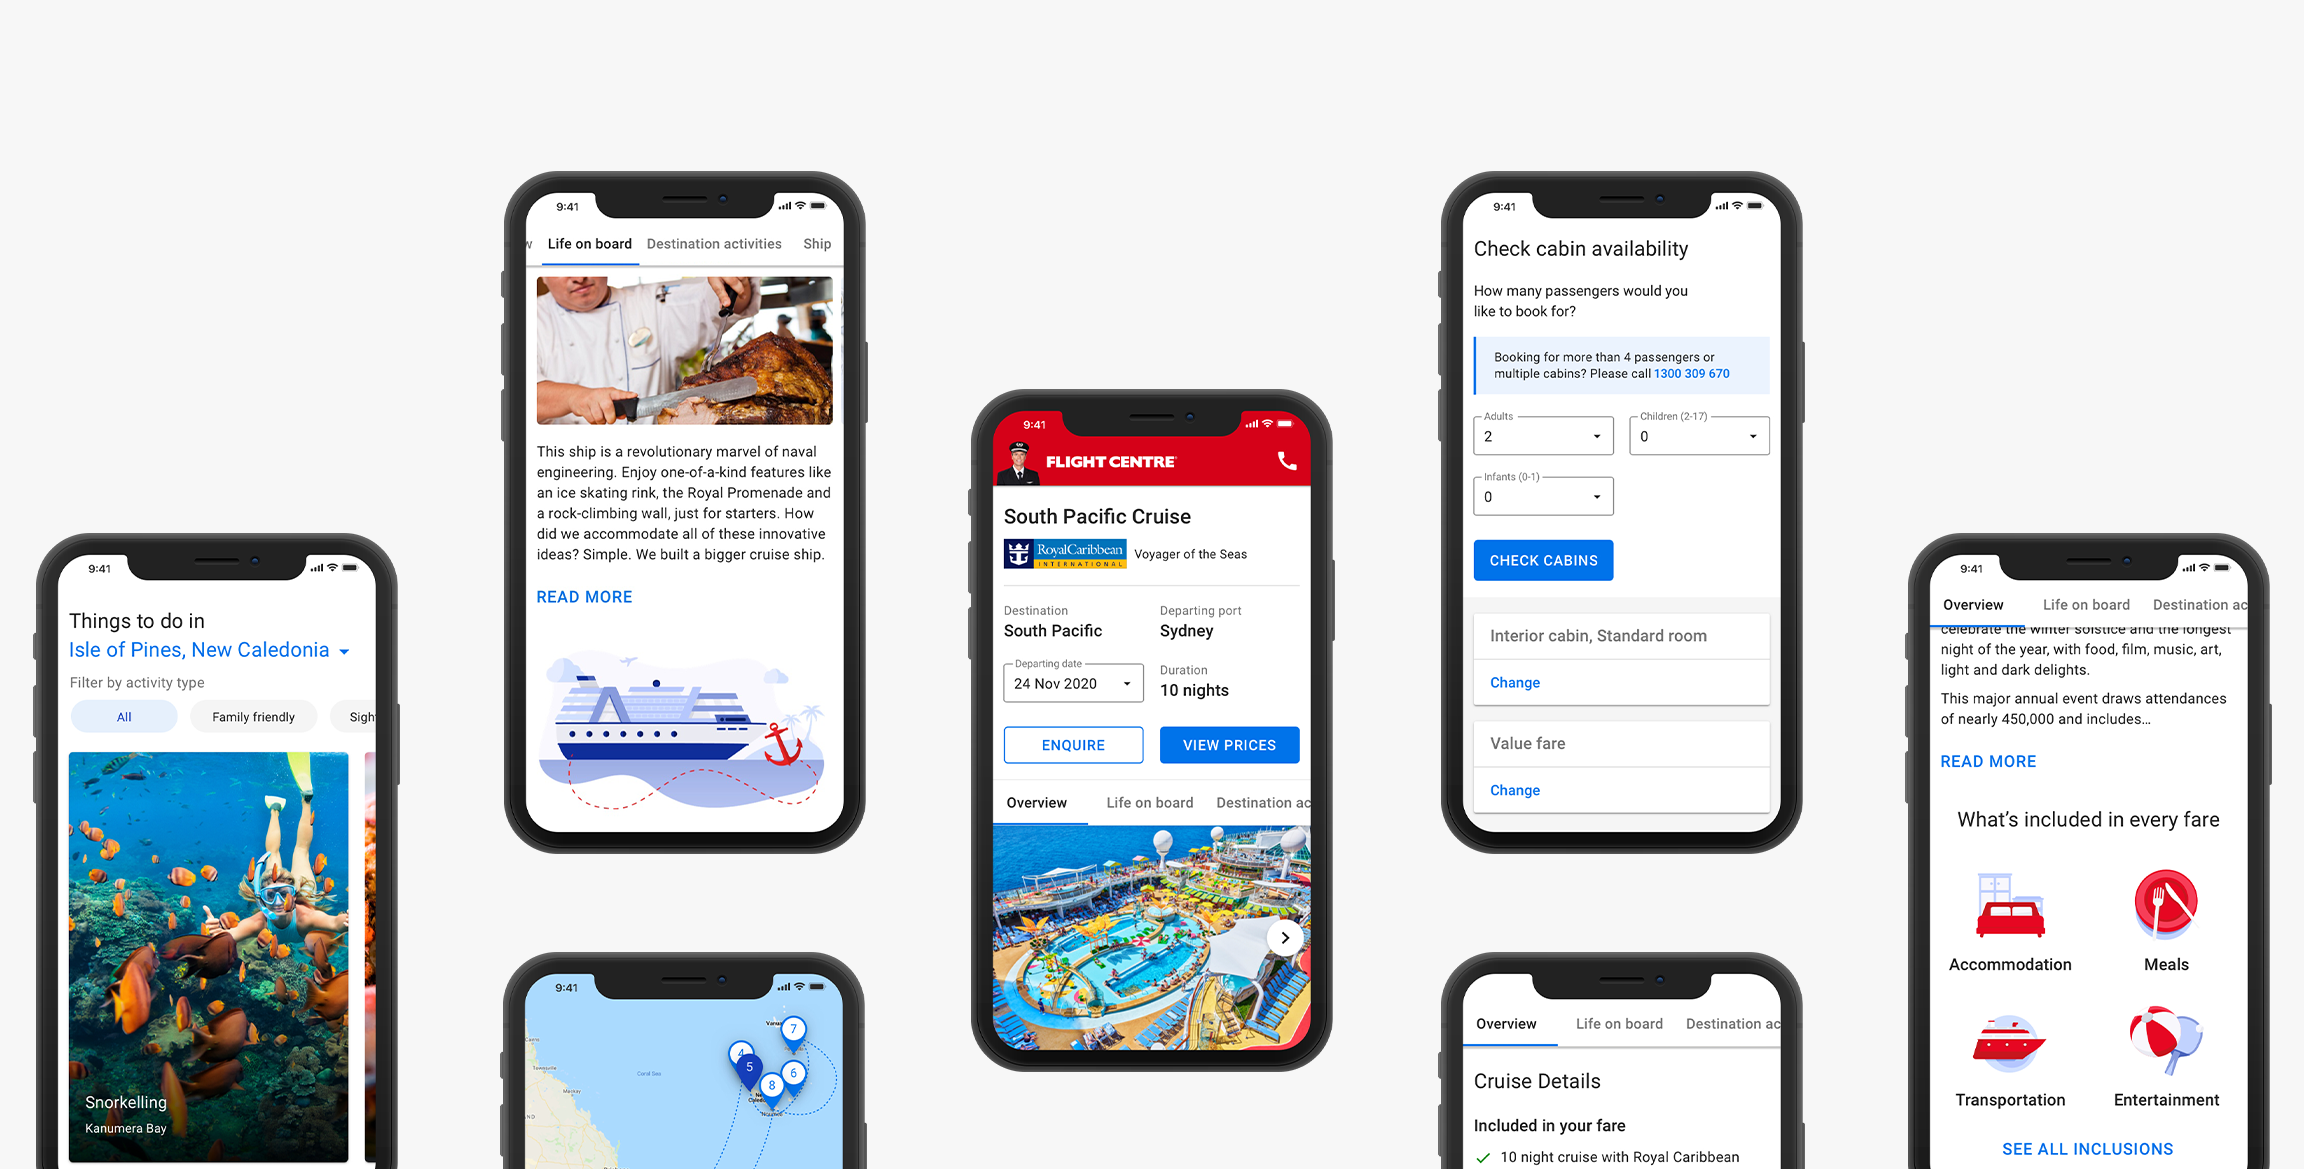 9:41
Things to do in
Isle of Pines, New Caledonia
Filter by activity type
All
Family friendly
Sigh
Snorkelling
Kanumera Bay
9:41
Life on board
Destination activities
Ship
This ship is a revolutionary marvel of naval
engineering. Enjoy one-of-a-kind features like
an ice skating rink, the Royal Promenade and
a rock-climbing wall, just for starters. How
did we accommodate all of these innovative
ideas? Simple. We built a bigger cruise ship.
READ MORE
9:41
7
4
5
6
8
Coral Sea
Townsville
Mackay
9:41
FLIGHT CENTRE
South Pacific Cruise
RoyalCaribbean
INTERNATIONAL
Voyager of the Seas
Destination
South Pacific
Departing port
Sydney
Departing date
24 Nov 2020
Duration
10 nights
ENQUIRE
VIEW PRICES
Overview
Life on board
Destination ac
9:41
Check cabin availability
How many passengers would you
like to book for?
Booking for more than 4 passengers or
multiple cabins? Please call 1300 309 670
Adults
2
Children (2-17)
0
Infants (0-1)
0
CHECK CABINS
Interior cabin, Standard room
Change
Value fare
Change
Overview
Life on board
Destination ac
Cruise Details
Included in your fare
10 night cruise with Royal Caribbean
9:41
Overview
Life on board
Destination ac
celebrate the winter solstice and the longest
night of the year, with food, film, music, art,
light and dark delights.
This major annual event draws attendances
of nearly 450,000 and includes...
READ MORE
What's included in every fare
Accommodation
Meals
Transportation
Entertainment
SEE ALL INCLUSIONS